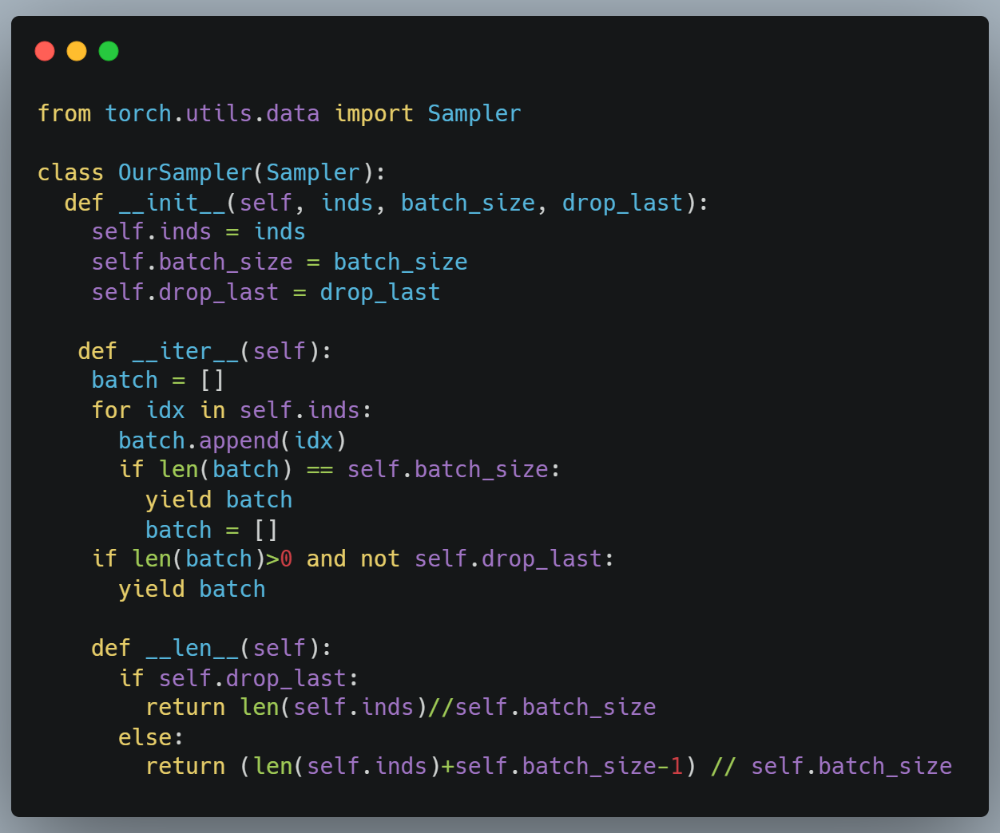 from torch.utils.data import Sampler

class OurSampler(Sampler):
  def __init__(self, inds, batch_size, drop_last):
    self.inds = inds
    self.batch_size = batch_size
    self.drop_last = drop_last

   def __iter__(self):
    batch = []
    for idx in self.inds:
      batch.append(idx)
      if len(batch) == self.batch_size:
        yield batch
        batch = []
    if len(batch)>0 and not self.drop_last:
      yield batch

    def __len__(self):
      if self.drop_last:
        return len(self.inds)//self.batch_size
      else:
        return (len(self.inds)+self.batch_size-1) // self.batch_size